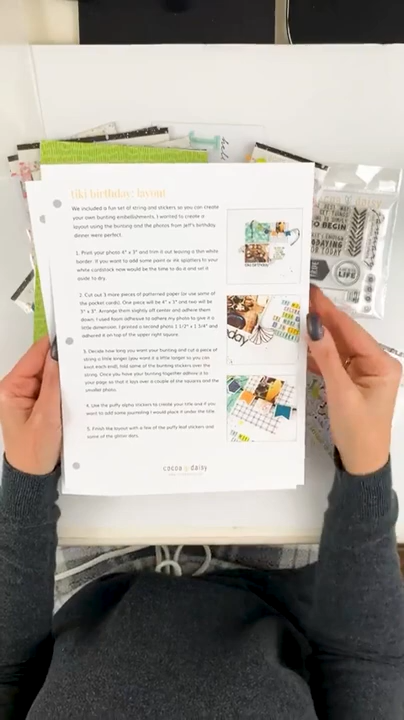 tiki birthday: layout
We included a fun set of string and stickers so you can create
your own bunting embellishments. I wanted to create a
layout using the bunting and the photos from Jeff's birthday
dinner were perfect.
1. Print your photo 4" x 3" and trim it out leaving a thin white
border. If you want to add some paint or ink splatters to your
white cardstock now would be the time to do it and set it
aside to dry.
2. Cut out 3 more pieces of patterned paper (or use some of
the pocket cards). One piece will be 4" x 3" and two will be
3" x 3". Arrange them slightly off center and adhere them
down. I used foam adhesive to adhere my photo to give it a
little dimension. I printed a second photo 1 1/2" x 1 3/4" and
adhered it on top of the upper right square.
3. Decide how long you want your bunting and cut a piece of
string a little longer (you want it a little longer so you can
knot each end), fold some of the bunting stickers over the
string. Once you have your bunting together adhere it to
your page so that it lays over a couple of the squares and the
smaller photo.
4. Use the puffy alpha stickers to create your title and if you
want to add some journaling I would place it under the title.
5. Finish the layout with a few of the puffy leaf stickers and
some of the glitter dots.
cocoa daisy
day
O BEGIN
DAYDING
OR TODAY
LIFE